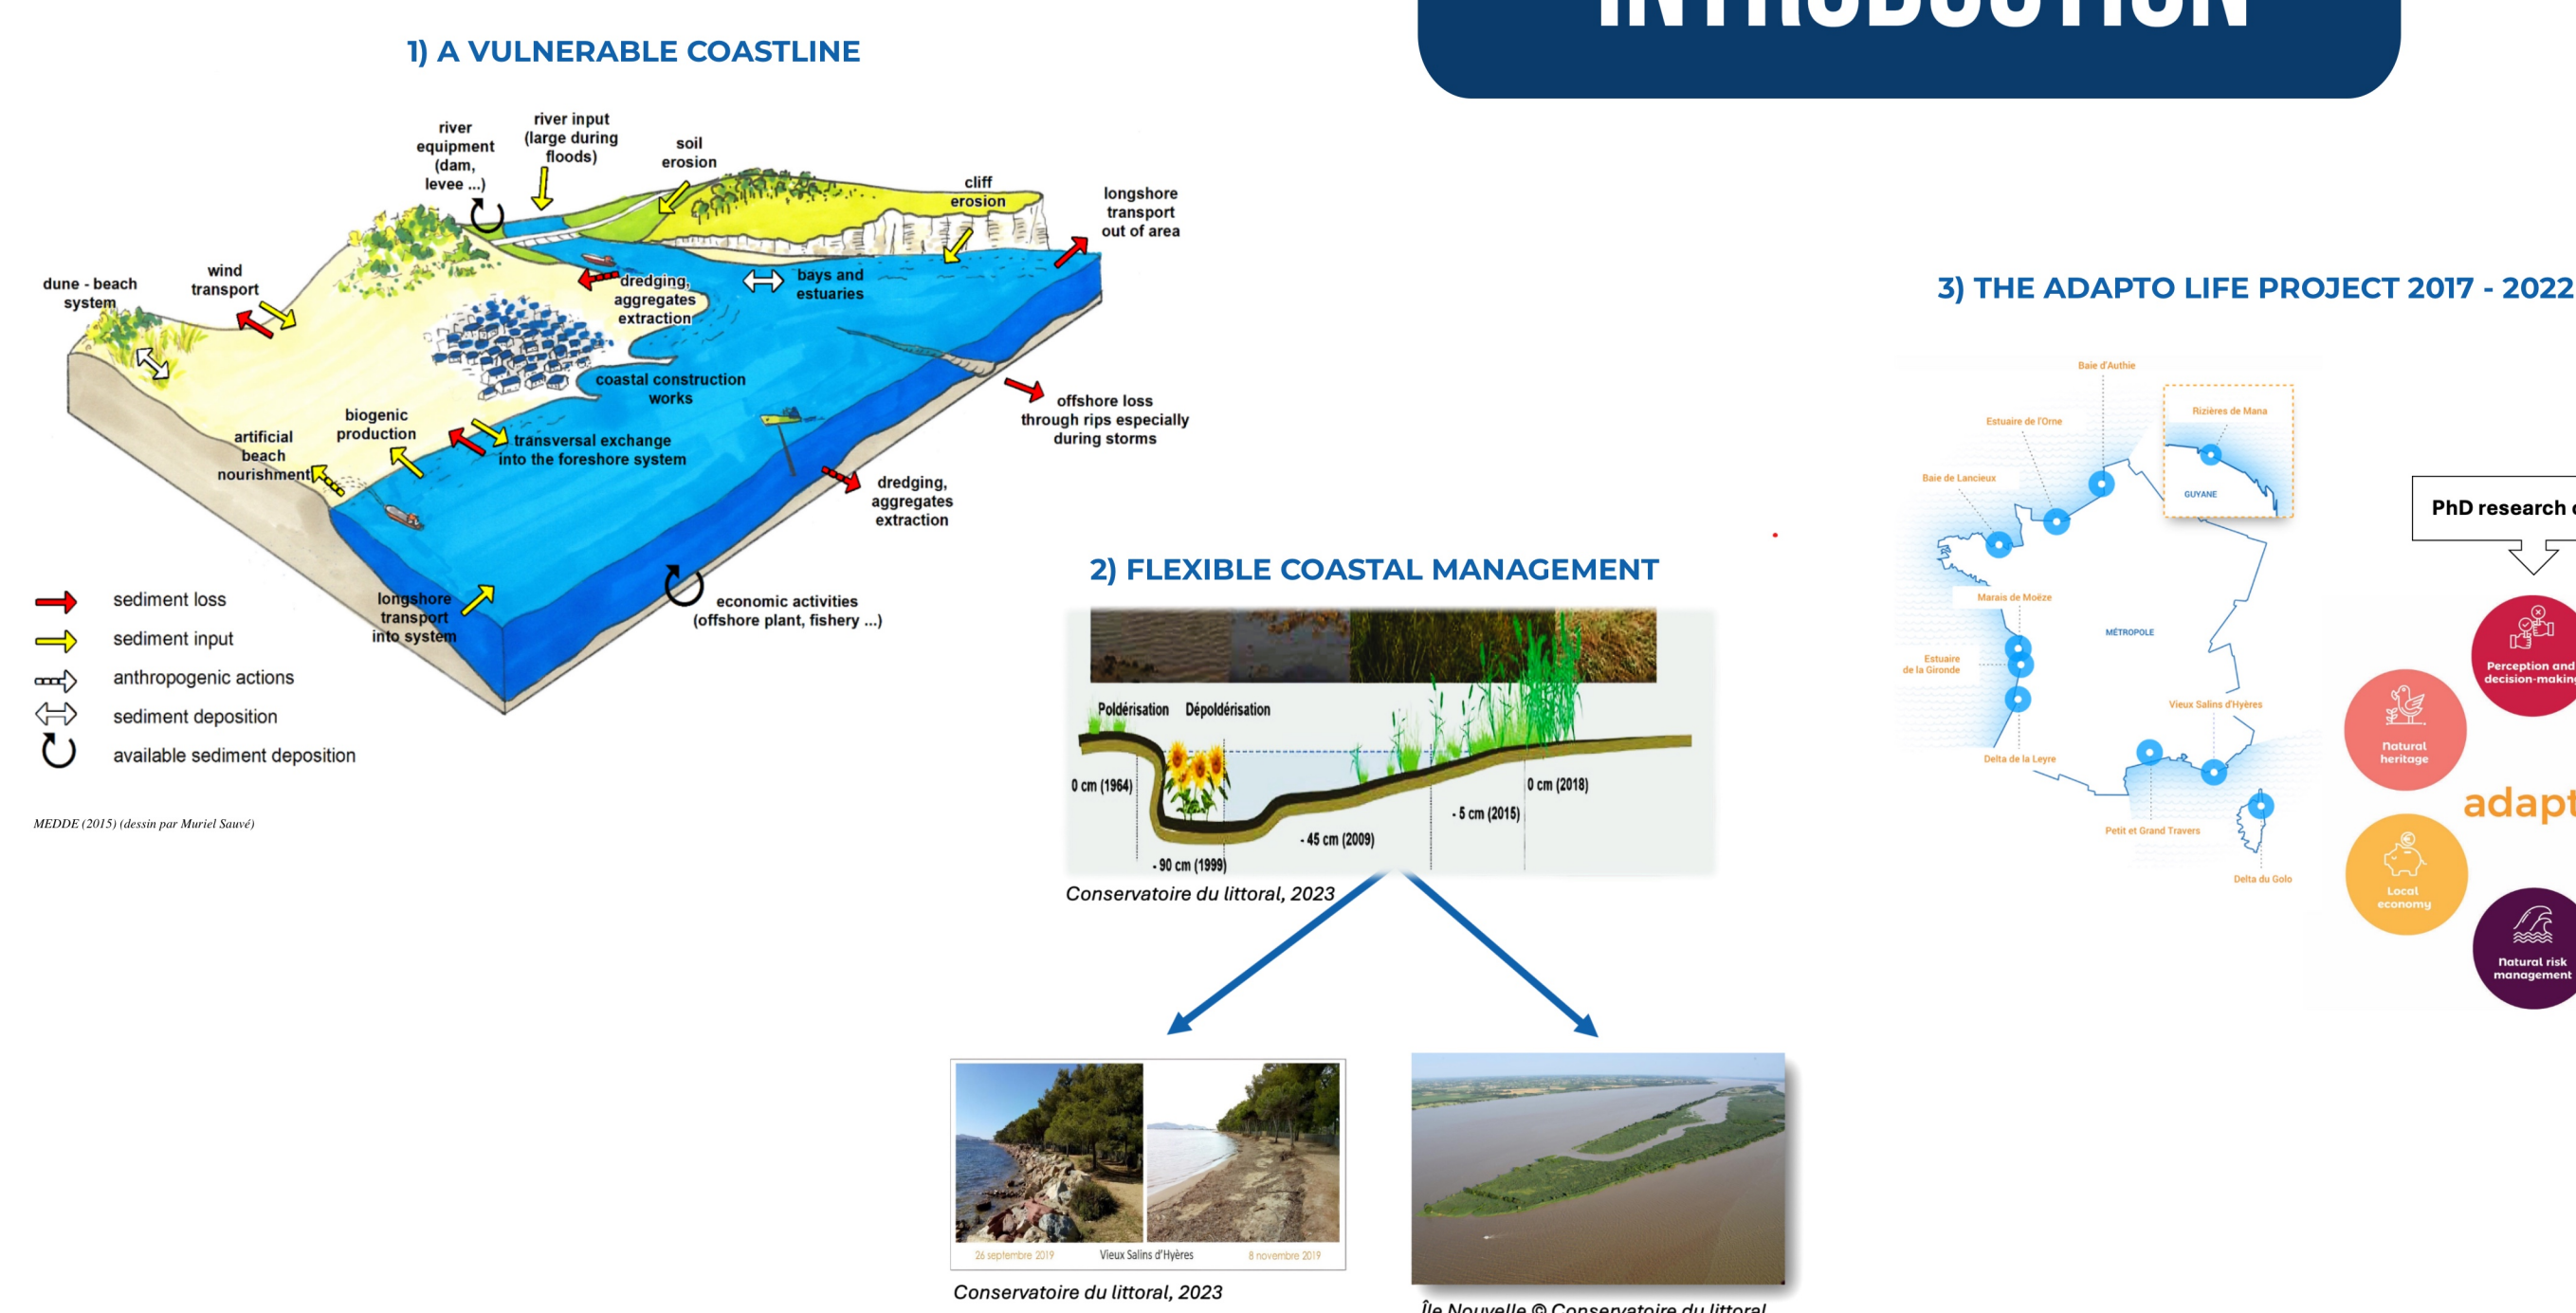 INTRODUCTION
1) A VULNERABLE COASTLINE
river
equipment
(dam,
levee ...)
river input
(large during
floods)
soil
erosion
cliff
erosion
longshore
transport
out of area
dune - beach
system
wind
transport
dredging,
aggregates
extraction
bays and
estuaries
coastal construction
works
offshore loss
through rips especially
during storms
biogenic
production
artificial
beach
nourishment
transversal exchange
into the foreshore system
dredging,
aggregates
extraction
longshore
transport
into system
economic activities
(offshore plant, fishery ...)
sediment loss
sediment input
anthropogenic actions
sediment deposition
available sediment deposition
MEDDE (2015) (dessin par Muriel Sauvé)
2) FLEXIBLE COASTAL MANAGEMENT
Poldérisation
Dépoldérisation
0 cm (1964)
- 90 cm (1999)
- 45 cm (2009)
- 5 cm (2015)
0 cm (2018)
Conservatoire du littoral, 2023
26 septembre 2019
Vieux Salins d'Hyères
8 novembre 2019
Conservatoire du littoral, 2023
Île Nouvelle © Conservatoire du littoral
3) THE ADAPTO LIFE PROJECT 2017 - 2022
Baie d'Authie
Rizières de Mana
Estuaire de l'Orne
Baie de Lancieux
GUYANE
Marais de Moëze
MÉTROPOLE
Estuaire
de la Gironde
Vieux Salins d'Hyères
Delta de la Leyre
Petit et Grand Travers
Delta du Golo
PhD research
Perception and
decision-making
Natural
heritage
adapt
Local
economy
Natural risk
management